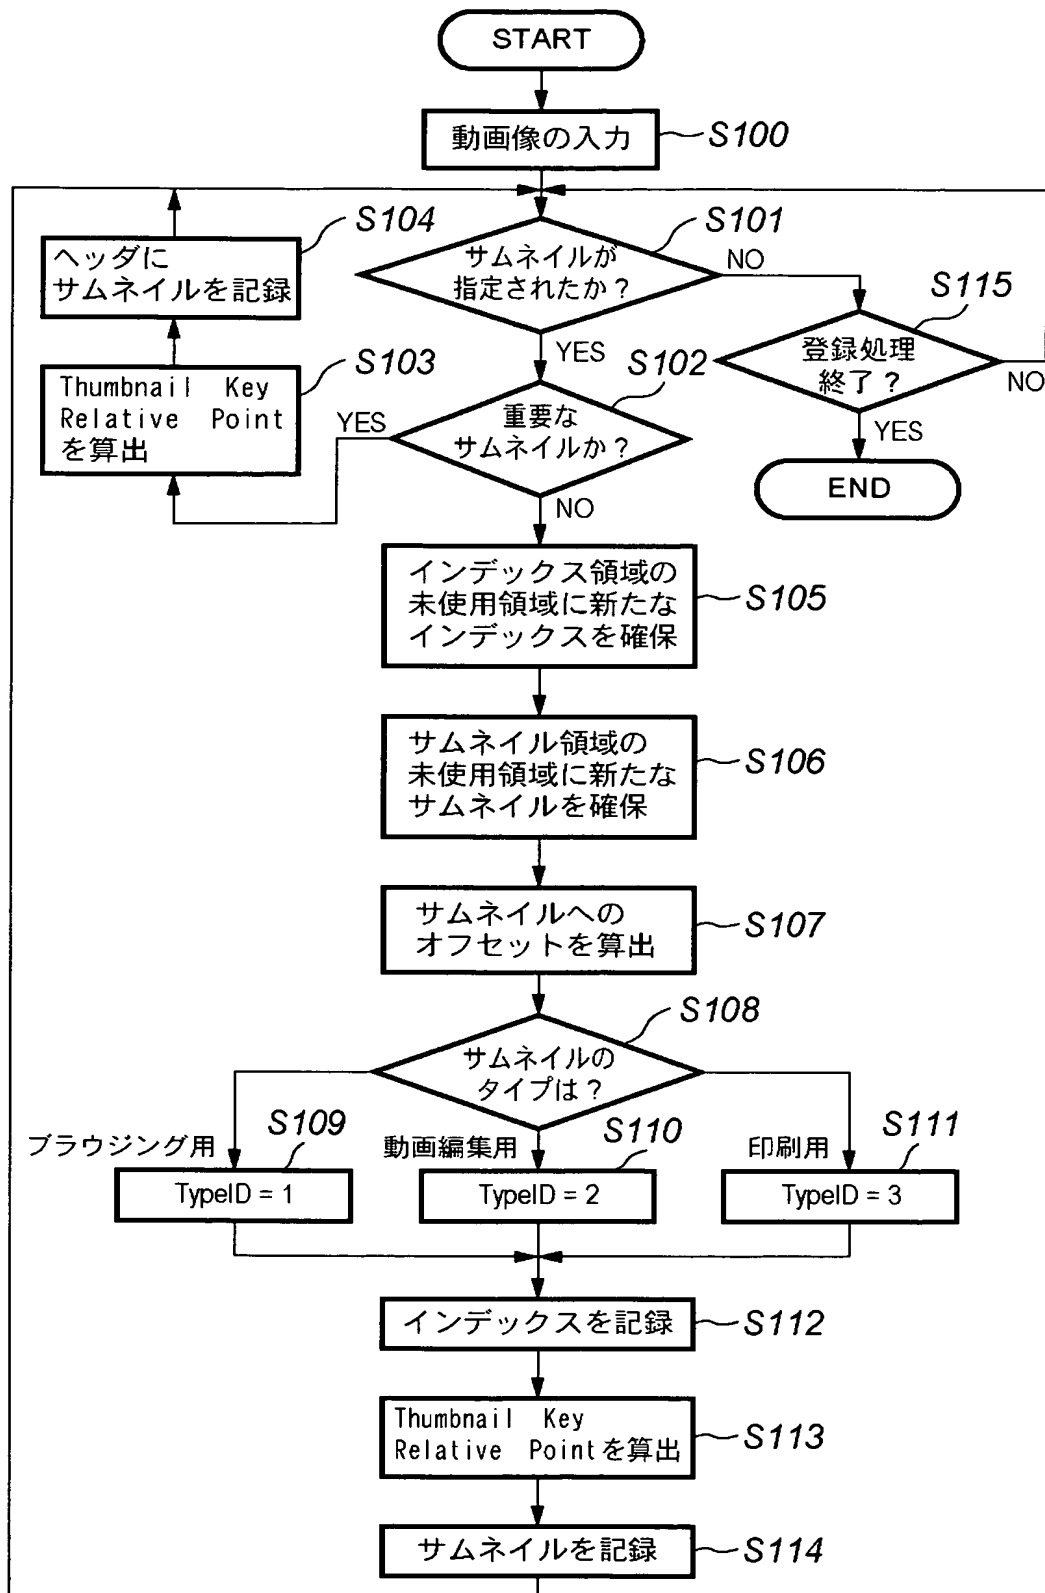 START
動画像の入力
S100
S104
ヘッダに
サムネイルを記録
S101
サムネイルが
指定されたか？
NO
YES
S115
登録処理
終了？
NO
YES
END
S103
Thumbnail Key
Relative Point
を算出
S102
重要な
サムネイルか？
YES
NO
インデックス領域の
未使用領域に新たな
インデックスを確保
S105
サムネイル領域の
未使用領域に新たな
サムネイルを確保
S106
サムネイルへの
オフセットを算出
S107
S108
サムネイルの
タイプは？
ブラウジング用
S109
TypeID = 1
動画編集用
S110
TypeID = 2
印刷用
S111
TypeID = 3
インデックスを記録
S112
Thumbnail Key
Relative Pointを算出
S113
サムネイルを記録
S114